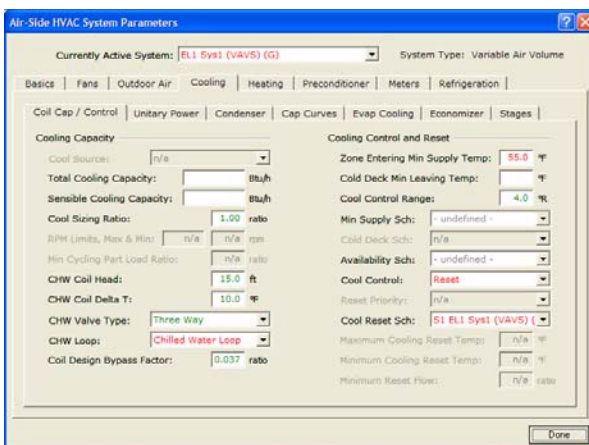 Air-Side HVAC System Parameters
Currently Active System: EL1 Sys1 (VAVS) (G) System Type: Variable Air Volume
Basics Fans Outdoor Air Cooling Heating Preconditioner Meters Refrigeration
Coil Cap / Control Unitary Power Condenser Cap Curves Evap Cooling Economizer Stages
Cooling Capacity
Cool Source: n/a
Total Cooling Capacity: Btu/h
Sensible Cooling Capacity: Btu/h
Cool Sizing Ratio: 1.00 ratio
RPM Limits, Max & Min: n/a n/a rpm
Min Cycling Part Load Ratio: n/a ratio
CHW Coil Head: 15.0 ft
CHW Coil Delta T: 10.0 °F
CHW Valve Type: Three Way
CHW Loop: Chilled Water Loop
Coil Design Bypass Factor: 0.037 ratio
Cooling Control and Reset
Zone Entering Min Supply Temp: 55.0 °F
Cold Deck Min Leaving Temp: °F
Cool Control Range: 4.0 °R
Min Supply Sch: - undefined -
Cold Deck Sch: n/a
Availability Sch: - undefined -
Cool Control: Reset
Reset Priority: n/a
Cool Reset Sch: S1 EL1 Sys1 (VAVS) (
Maximum Cooling Reset Temp: n/a °F
Minimum Cooling Reset Temp: n/a °F
Minimum Reset Flow: n/a ratio
Done